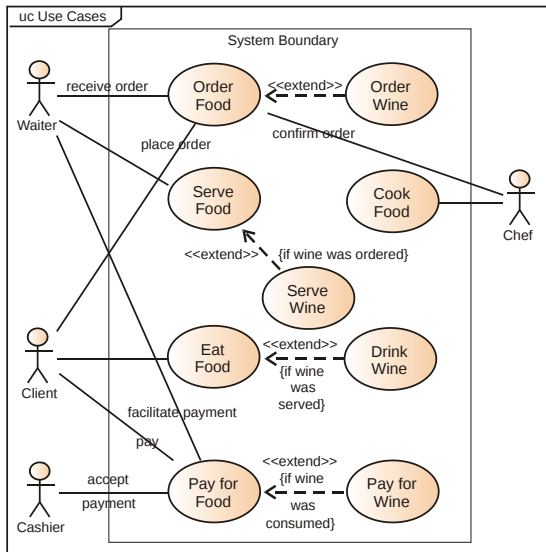 uc Use Cases
System Boundary
receive order
Order
Food
<<extend>>
Order
Wine
Waiter
place order
confirm order
Serve
Food
Cook
Food
Chef
<<extend>>
{if wine was ordered}
Serve
Wine
Client
Eat
Food
<<extend>>
{if wine
was
served}
Drink
Wine
facilitate payment
pay
Cashier
accept
payment
Pay for
Food
<<extend>>
{if wine
was
consumed}
Pay for
Wine